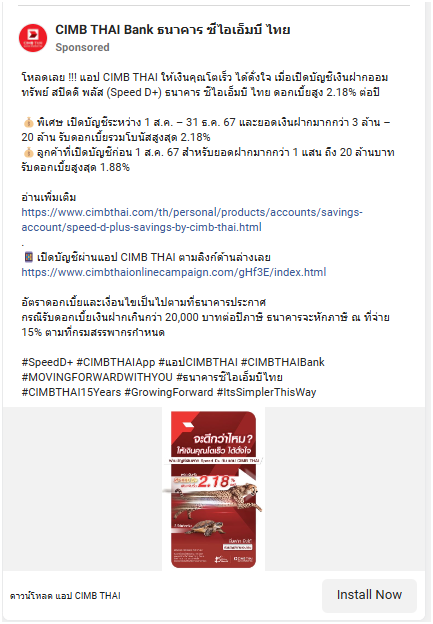 CIMB THAI Bank ธนาคาร ซีไอเอ็มบี ไทย
Sponsored
โหลดเลย !!! แอป CIMB THAI ให้เงินคุณโตเร็ว ได้ดั่งใจ เมื่อเปิดบัญชีเงินฝากออม
ทรัพย์ สปีดดี พลัส (Speed D+) ธนาคาร ซีไอเอ็มบี ไทย ดอกเบี้ยสูง 2.18% ต่อปี
👍 พิเศษ เปิดบัญชีระหว่าง 1 ส.ค. – 31 ธ.ค. 67 และยอดเงินฝากมากกว่า 3 ล้าน –
20 ล้าน รับดอกเบี้ยรวมโบนัสสูงสุด 2.18%
👍 ลูกค้าที่เปิดบัญชีก่อน 1 ส.ค. 67 สำหรับยอดฝากมากกว่า 1 แสน ถึง 20 ล้านบาท
รับดอกเบี้ยสูงสุด 1.88%
อ่านเพิ่มเติม
https://www.cimbthai.com/th/personal/products/accounts/savings-
account/speed-d-plus-savings-by-cimb-thai.html
.
📲 เปิดบัญชีผ่านแอป CIMB THAI ตามลิงก์ด้านล่างเลย
https://www.cimbthaionlinecampaign.com/gHf3E/index.html
อัตราดอกเบี้ยและเงื่อนไขเป็นไปตามที่ธนาคารประกาศ
กรณีรับดอกเบี้ยเงินฝากเกินกว่า 20,000 บาทต่อปีภาษี ธนาคารจะหักภาษี ณ ที่จ่าย
15% ตามที่กรมสรรพากรกำหนด
#SpeedD+ #CIMBTHAIApp #แอปCIMBTHAI #CIMBTHAIBank
#MOVINGFORWARDWITHYOU #ธนาคารซีไอเอ็มบีไทย
#CIMBTHAI15Years #GrowingForward #ItsSimplerThisWay
จะดีกว่าไหม?
ให้เงินคุณโตเร็ว ได้ดั่งใจ
2.18
ดาวน์โหลด แอป CIMB THAI
Install Now